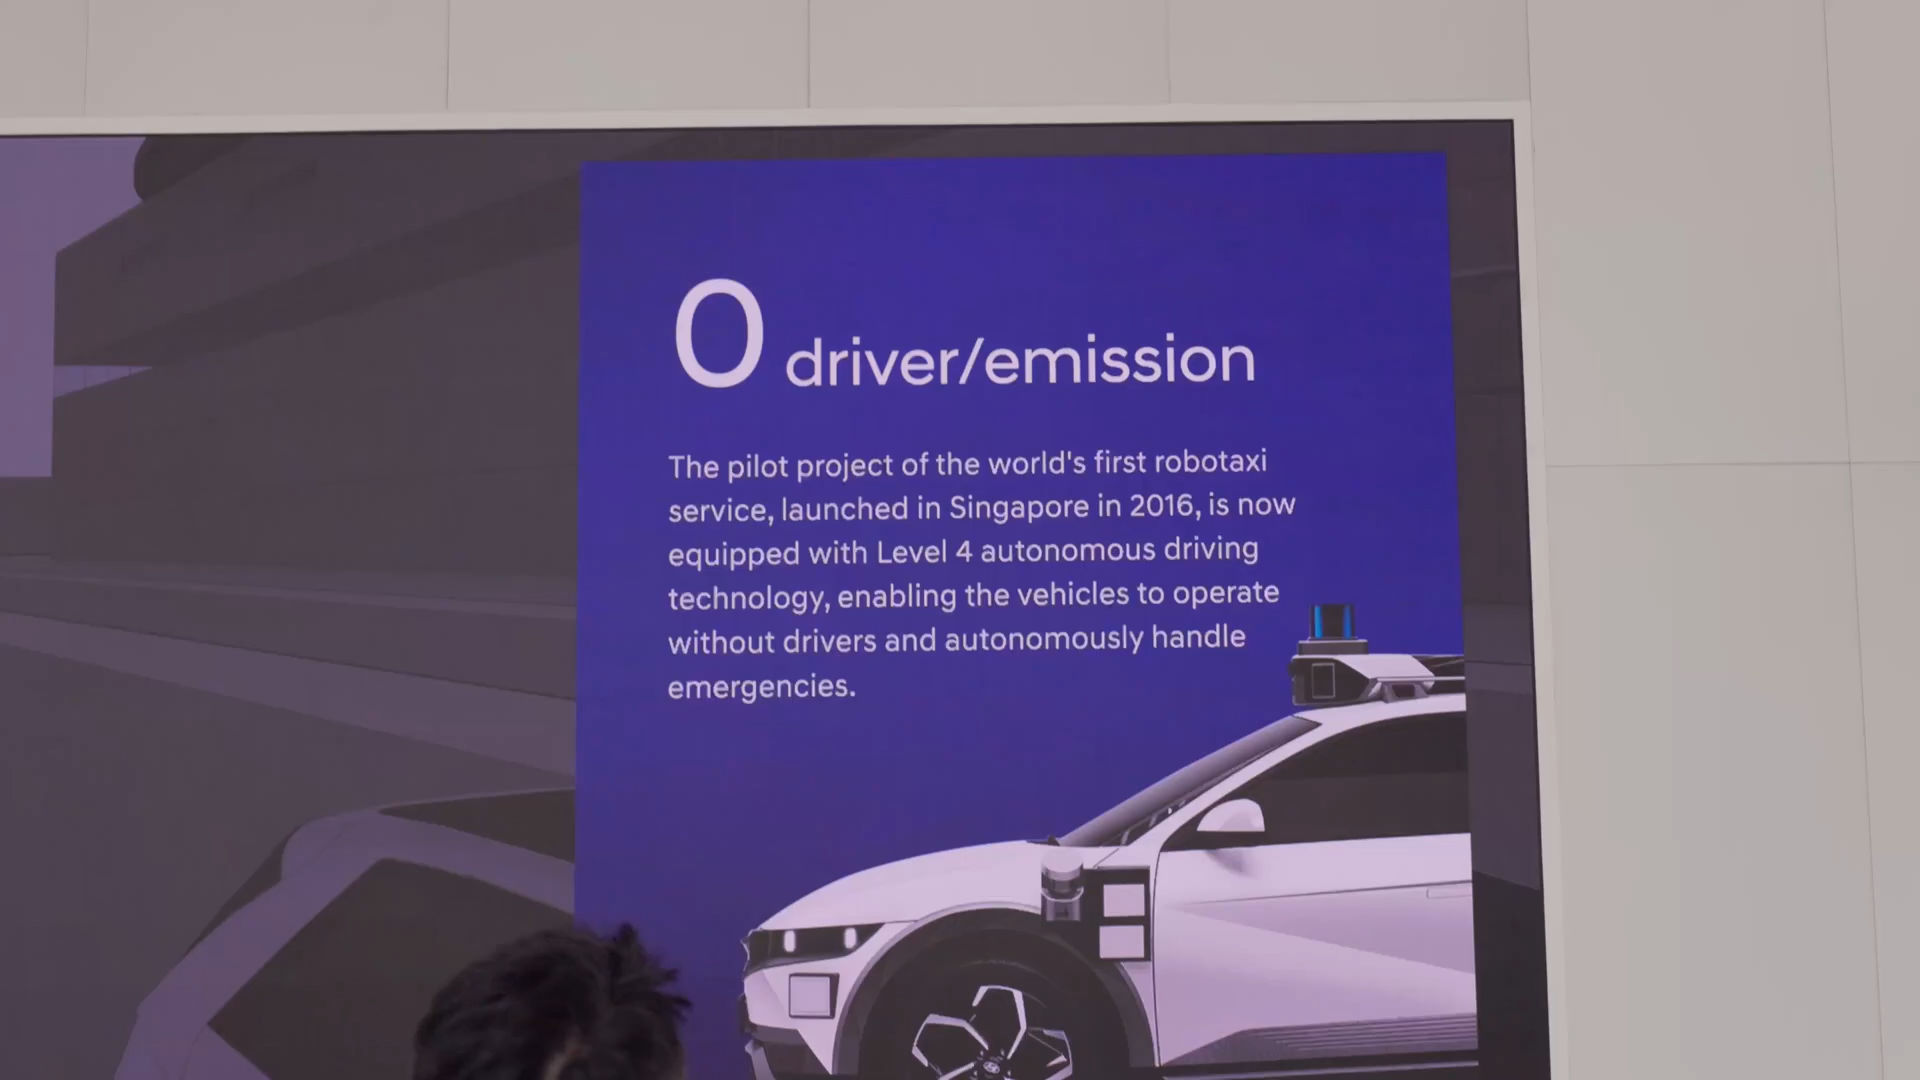 0 driver/emission
The pilot project of the world's first robotaxi
service, launched in Singapore in 2016, is now
equipped with Level 4 autonomous driving
technology, enabling the vehicles to operate
without drivers and autonomously handle
emergencies.